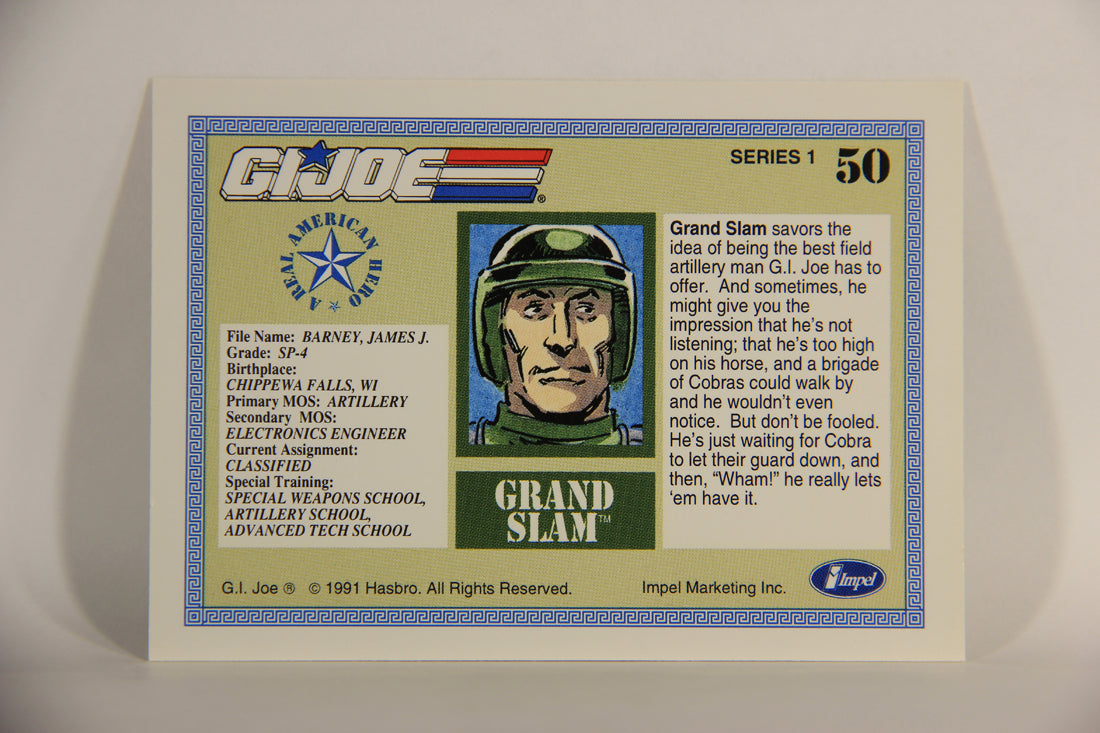 G.I. JOE ®
SERIES 1 50
A REAL AMERICAN HERO
File Name: BARNEY, JAMES J.
Grade: SP-4
Birthplace:
CHIPPEWA FALLS, WI
Primary MOS: ARTILLERY
Secondary MOS:
ELECTRONICS ENGINEER
Current Assignment:
CLASSIFIED
Special Training:
SPECIAL WEAPONS SCHOOL,
ARTILLERY SCHOOL,
ADVANCED TECH SCHOOL
GRAND
SLAM™
Grand Slam savors the
idea of being the best field
artillery man G.I. Joe has to
offer. And sometimes, he
might give you the
impression that he's not
listening; that he's too high
on his horse, and a brigade
of Cobras could walk by
and he wouldn't even
notice. But don't be fooled.
He's just waiting for Cobra
to let their guard down, and
then, “Wham!” he really lets
'em have it.
G.I. Joe ® © 1991 Hasbro. All Rights Reserved.
Impel Marketing Inc.
Impel